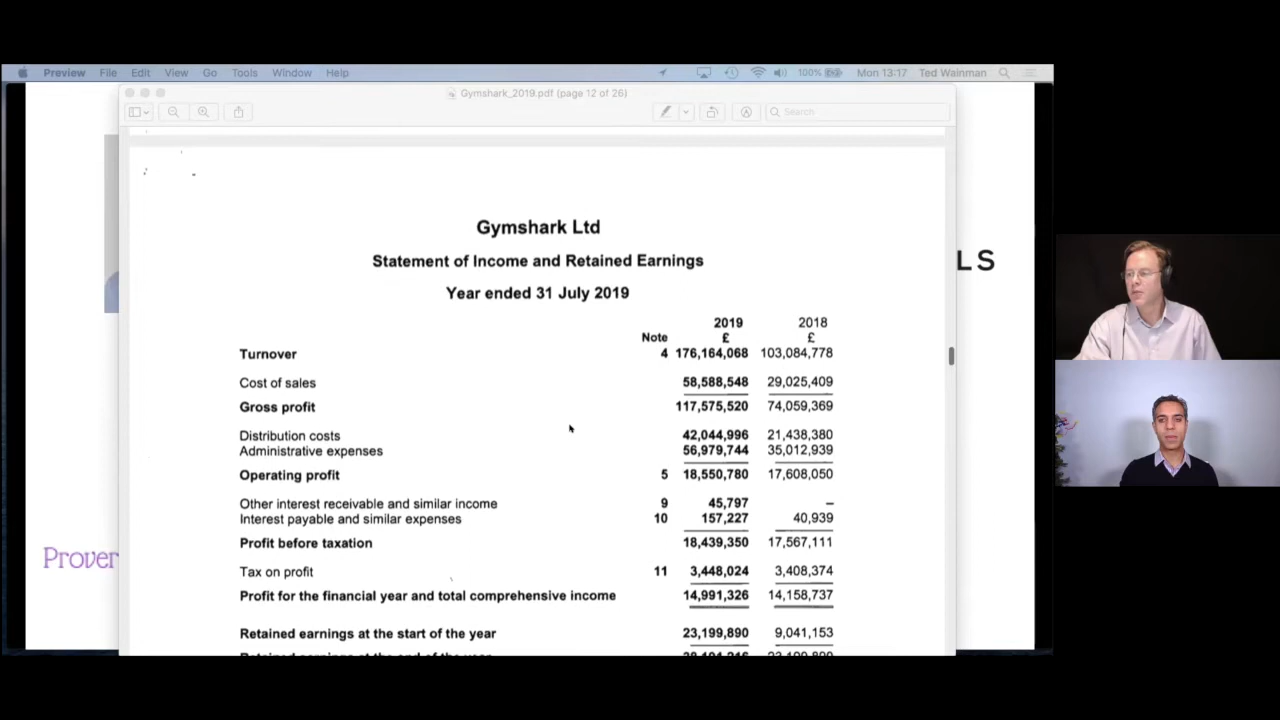 Preview File Edit View Go Tools Window Help 100% Mon 13:17 Ted Wainman
Gymshark_2019.pdf (page 12 of 26)
Search
Gymshark Ltd
Statement of Income and Retained Earnings
Year ended 31 July 2019
2019 2018
Note £ £
Turnover 4 176,164,068 103,084,778
Cost of sales 58,588,548 29,025,409
Gross profit 117,575,520 74,059,369
Distribution costs 42,044,996 21,438,380
Administrative expenses 56,979,744 35,012,939
Operating profit 5 18,550,780 17,608,050
Other interest receivable and similar income 9 45,797 –
Interest payable and similar expenses 10 157,227 40,939
Profit before taxation 18,439,350 17,567,111
Tax on profit 11 3,448,024 3,408,374
Profit for the financial year and total comprehensive income 14,991,326 14,158,737
Retained earnings at the start of the year 23,199,890 9,041,153
LS
Prover